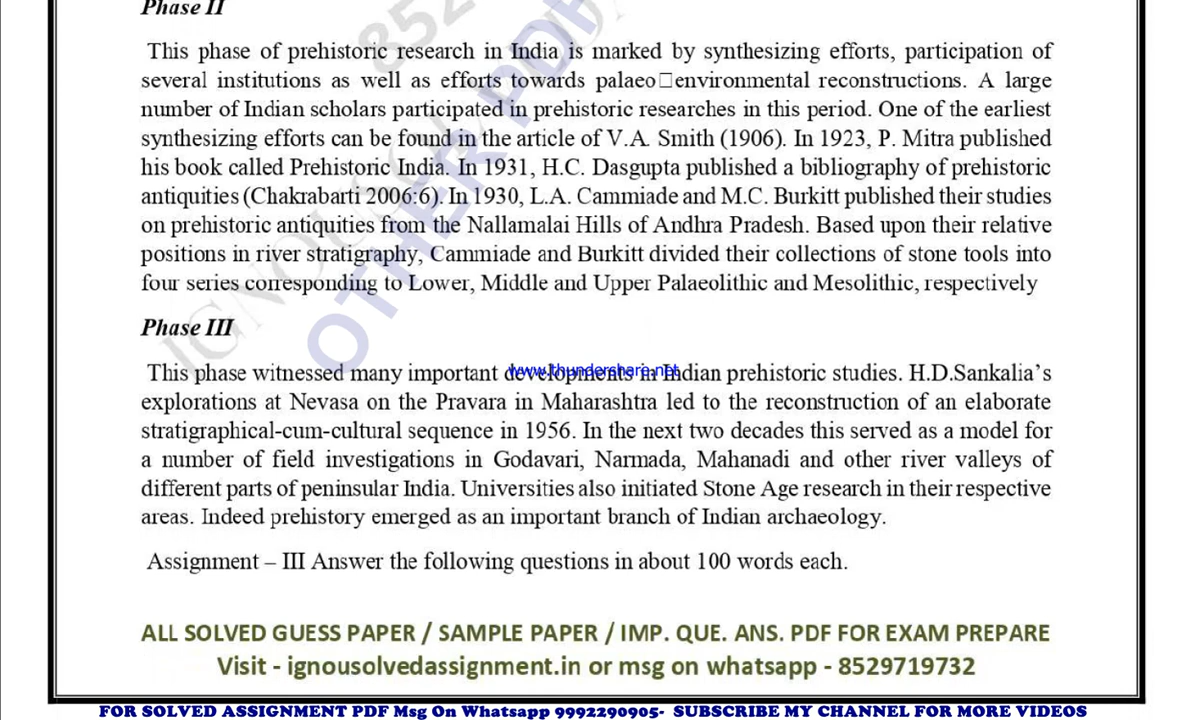 Phase II
This phase of prehistoric research in India is marked by synthesizing efforts, participation of
several institutions as well as efforts towards palaeo□environmental reconstructions. A large
number of Indian scholars participated in prehistoric researches in this period. One of the earliest
synthesizing efforts can be found in the article of V.A. Smith (1906). In 1923, P. Mitra published
his book called Prehistoric India. In 1931, H.C. Dasgupta published a bibliography of prehistoric
antiquities (Chakrabarti 2006:6). In 1930, L.A. Cammiade and M.C. Burkitt published their studies
on prehistoric antiquities from the Nallamalai Hills of Andhra Pradesh. Based upon their relative
positions in river stratigraphy, Cammiade and Burkitt divided their collections of stone tools into
four series corresponding to Lower, Middle and Upper Palaeolithic and Mesolithic, respectively
Phase III
This phase witnessed many important developments in Indian prehistoric studies. H.D.Sankalia's
www.thundershare.net
explorations at Nevasa on the Pravara in Maharashtra led to the reconstruction of an elaborate
stratigraphical-cum-cultural sequence in 1956. In the next two decades this served as a model for
a number of field investigations in Godavari, Narmada, Mahanadi and other river valleys of
different parts of peninsular India. Universities also initiated Stone Age research in their respective
areas. Indeed prehistory emerged as an important branch of Indian archaeology.
Assignment – III Answer the following questions in about 100 words each.
ALL SOLVED GUESS PAPER / SAMPLE PAPER / IMP. QUE. ANS. PDF FOR EXAM PREPARE
Visit - ignousolvedassignment.in or msg on whatsapp - 8529719732
FOR SOLVED ASSIGNMENT PDF Msg On Whatsapp 9992290905- SUBSCRIBE MY CHANNEL FOR MORE VIDEOS
OTHER PDF